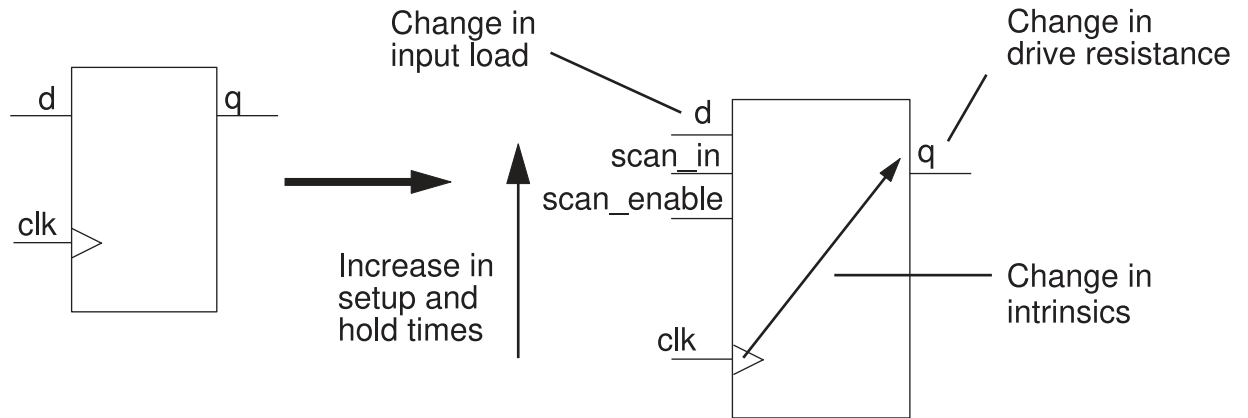 d
q
clk
Increase in
setup and
hold times
Change in
input load
Change in
drive resistance
d
scan_in
scan_enable
q
clk
Change in
intrinsics